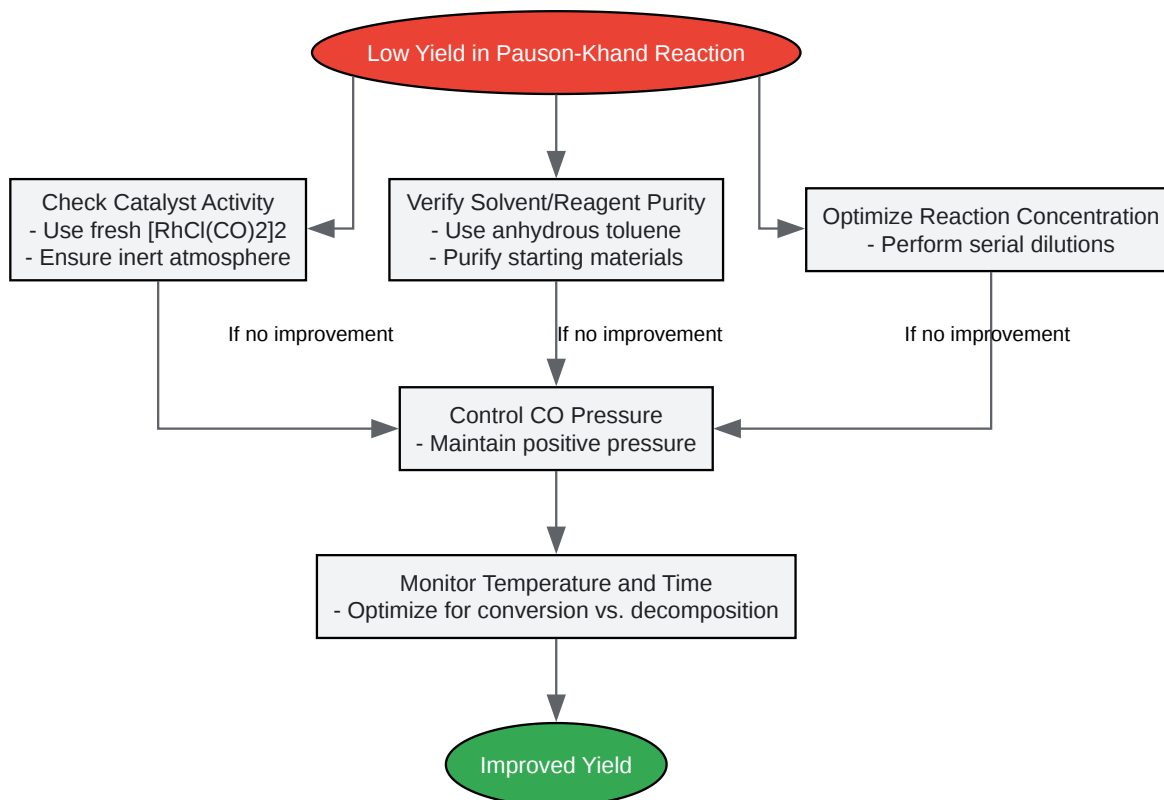 Low Yield in Pauson-Khand Reaction
Check Catalyst Activity
- Use fresh [RhCl(CO)2]2
- Ensure inert atmosphere
Verify Solvent/Reagent Purity
- Use anhydrous toluene
- Purify starting materials
Optimize Reaction Concentration
- Perform serial dilutions
If no improvement
If no improvement
If no improvement
Control CO Pressure
- Maintain positive pressure
Monitor Temperature and Time
- Optimize for conversion vs. decomposition
Improved Yield